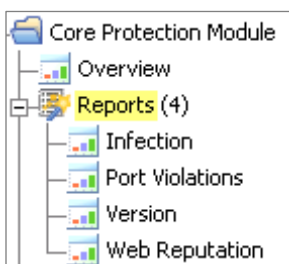 Core Protection Module
Overview
Reports (4)
Infection
Port Violations
Version
Web Reputation